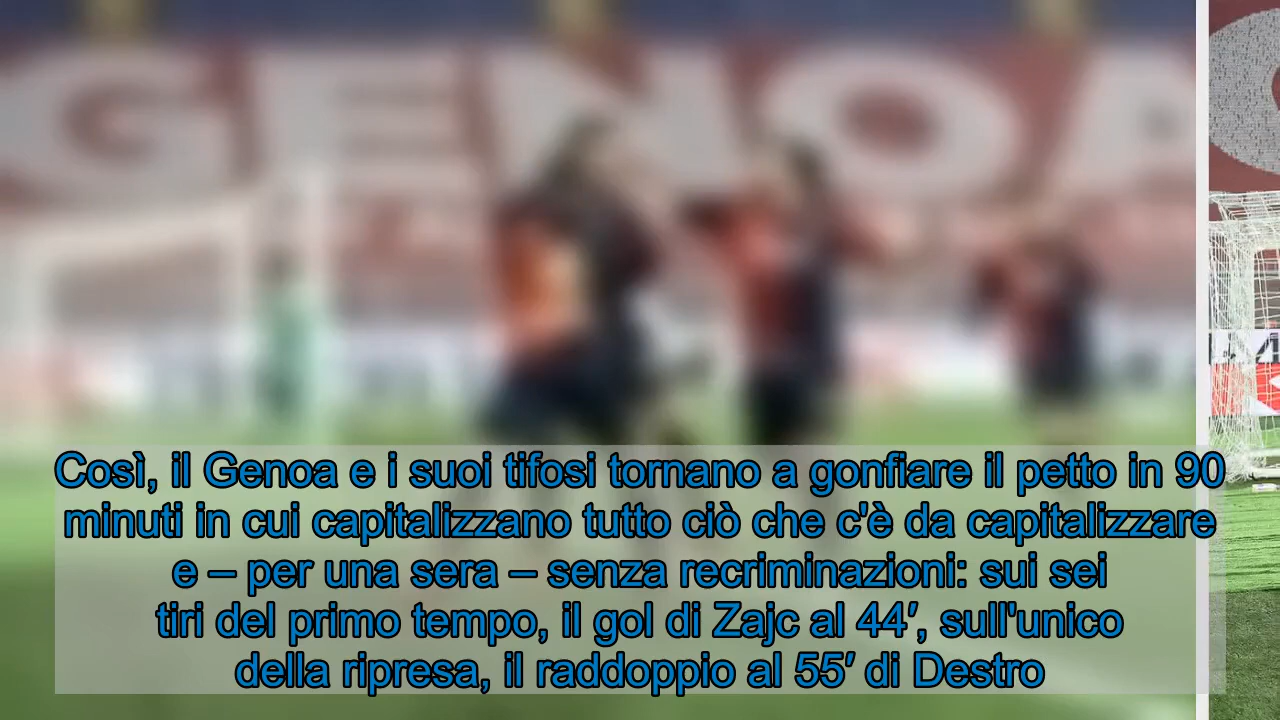 GENOA
Così, il Genoa e i suoi tifosi tornano a gonfiare il petto in 90
minuti in cui capitalizzano tutto ciò che c'è da capitalizzare
e – per una sera – senza recriminazioni: sui sei
tiri del primo tempo, il gol di Zajc al 44′, sull'unico
della ripresa, il raddoppio al 55′ di Destro